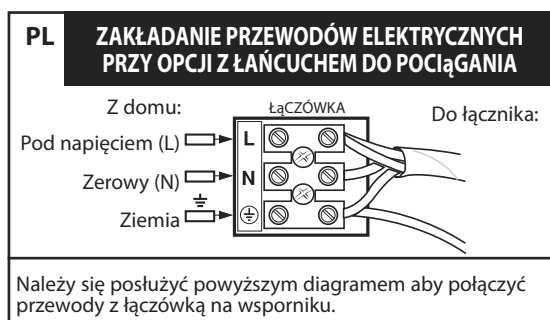 PL
ZAKŁADANIE PRZEWODÓW ELEKTRYCZNYCH
PRZY OPCJI Z ŁAŃCUCHEM DO POCIąGANIA
Z domu:
ŁąCZÓWKA
Do łącznika:
Pod napięciem (L)
L
Zerowy (N)
N
Ziemia
Należy się posłużyć powyższym diagramem aby połączyć
przewody z łączówką na wsporniku.